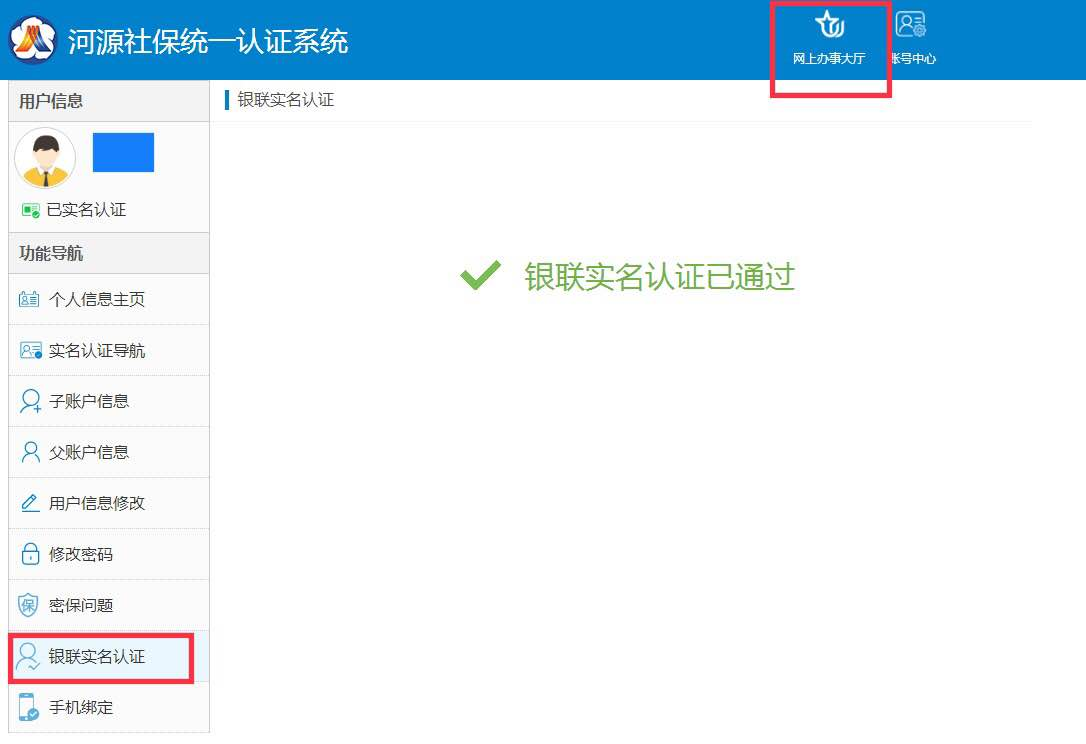 河源社保统一认证系统
网上办事大厅
账号中心
用户信息
银联实名认证
已实名认证
功能导航
银联实名认证已通过
个人信息主页
实名认证导航
子账户信息
父账户信息
用户信息修改
修改密码
保
密保问题
银联实名认证
手机绑定